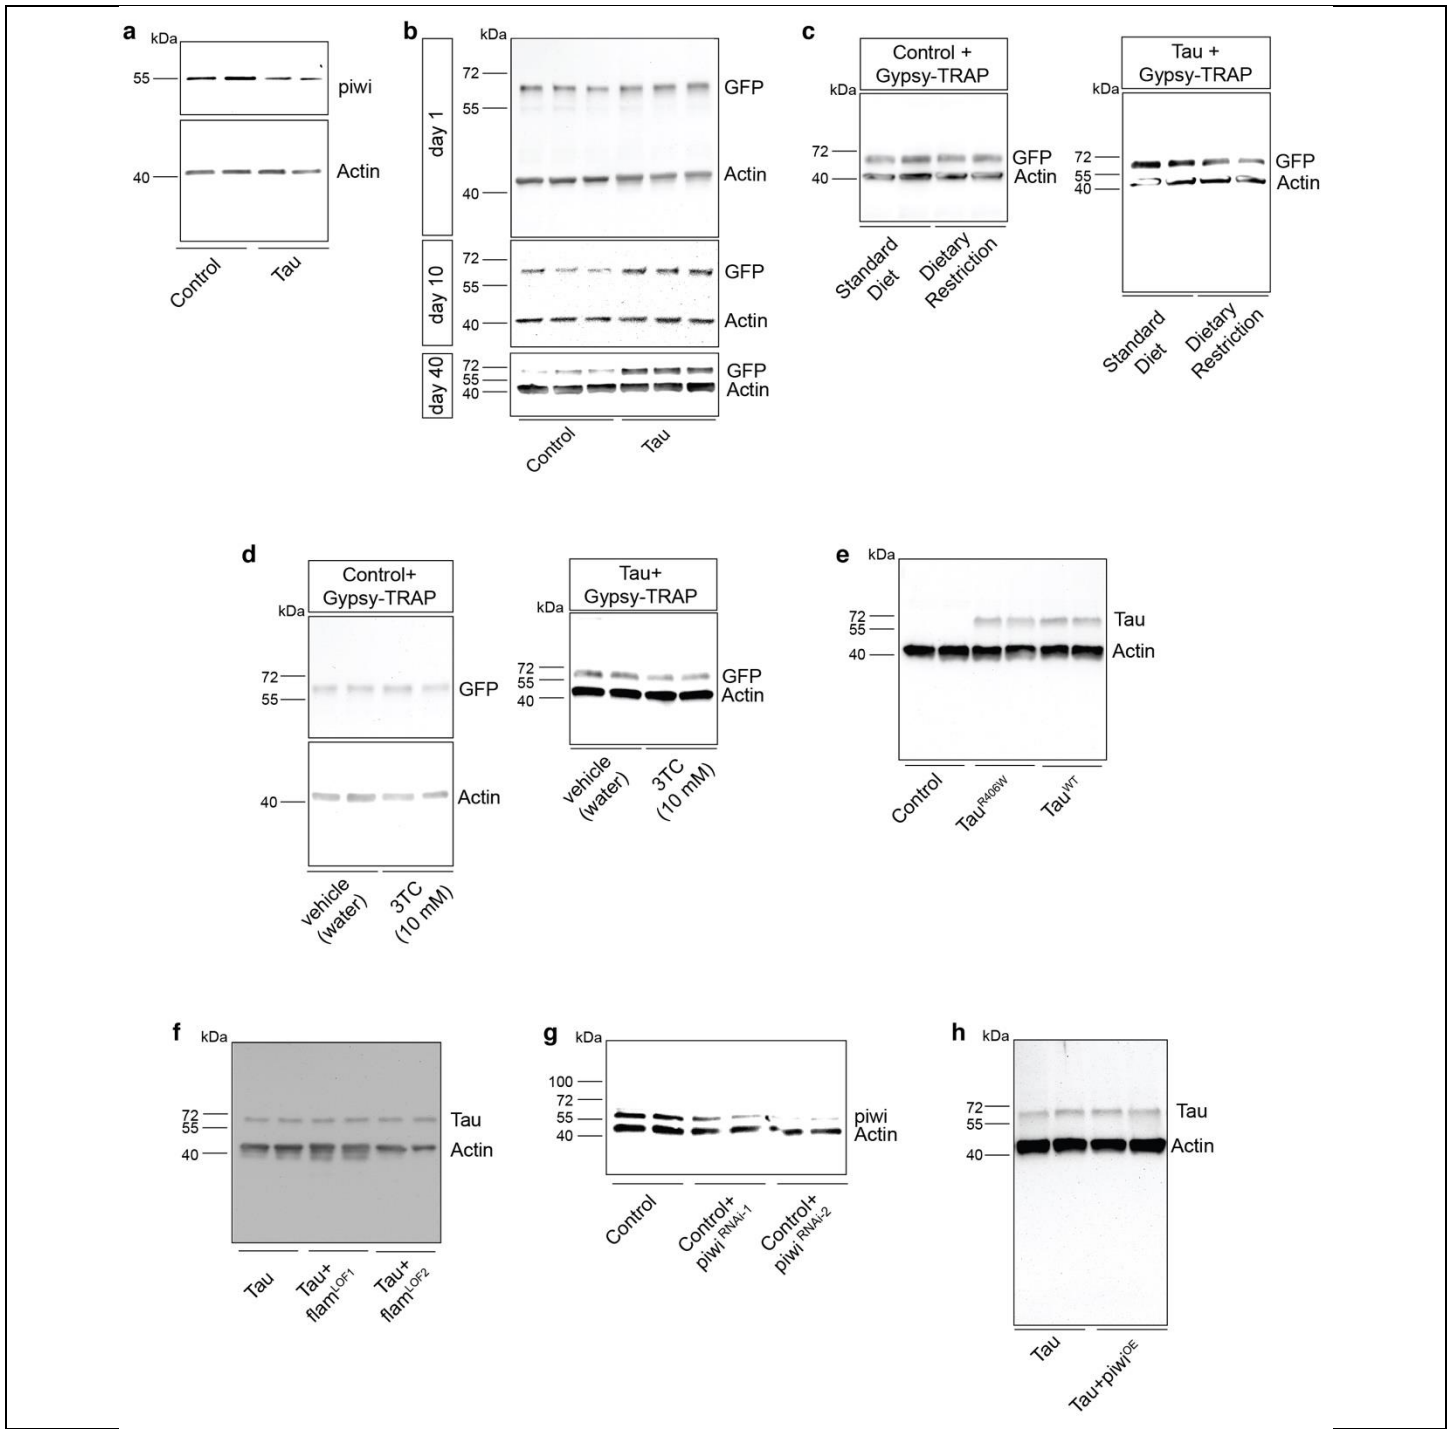 a
kDa
55
piwi
40
Actin
Control
Tau
b
day 1
kDa
72
GFP
55
Actin
40
day 10
72
GFP
55
Actin
40
day 40
72
GFP
55
40
Actin
Control
Tau
c
Control +
Gypsy-TRAP
kDa
72
GFP
40
Actin
Standard
Diet
Dietary
Restriction
Tau +
Gypsy-TRAP
kDa
72
GFP
55
Actin
40
Standard
Diet
Dietary
Restriction
d
Control+
Gypsy-TRAP
kDa
72
GFP
55
40
Actin
vehicle
(water)
3TC
(10 mM)
Tau+
Gypsy-TRAP
kDa
72
GFP
55
Actin
40
vehicle
(water)
3TC
(10 mM)
e
kDa
72
Tau
55
40
Actin
Control
TauR406W
TauWT
f
kDa
72
Tau
55
40
Actin
Tau
Tau+
flamLOF1
Tau+
flamLOF2
g
kDa
100
72
55
piwi
40
Actin
Control
Control+
piwi RNAi-1
Control+
piwi RNAi-2
h
kDa
72
Tau
55
Actin
40
Tau
Tau+piwiOE